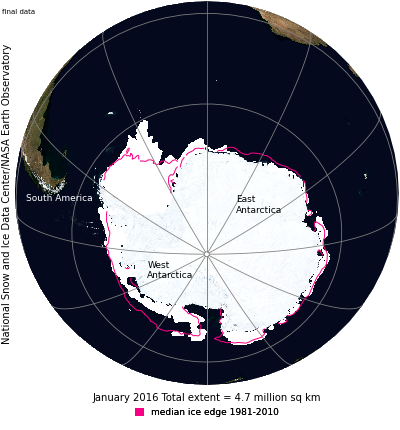 final data
National Snow and Ice Data Center/NASA Earth Observatory
South America
East
Antarctica
West
Antarctica
January 2016 Total extent = 4.7 million sq km
median ice edge 1981-2010